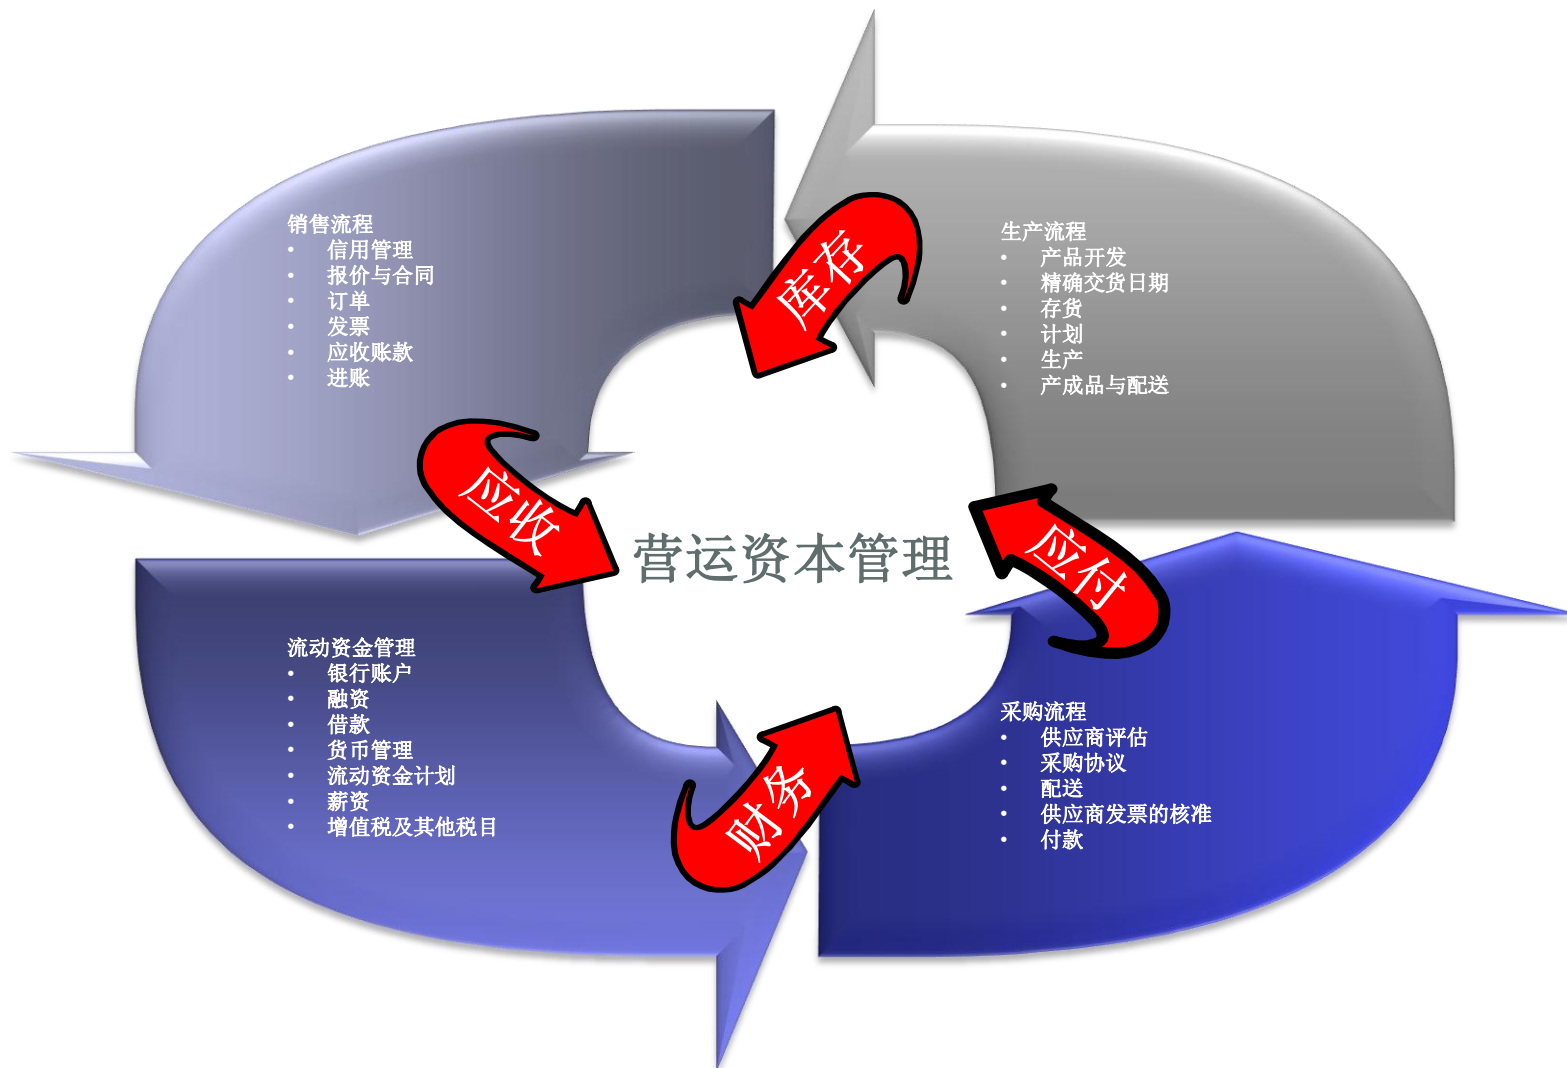 销售流程
• 信用管理
• 报价与合同
• 订单
• 发票
• 应收账款
• 进账
生产流程
• 产品开发
• 精确交货日期
• 存货
• 计划
• 生产
• 产成品与配送
库存
应收
营运资本管理
应付
财务
流动资金管理
• 银行账户
• 融资
• 借款
• 货币管理
• 流动资金计划
• 薪资
• 增值税及其他税目
采购流程
• 供应商评估
• 采购协议
• 配送
• 供应商发票的核准
• 付款